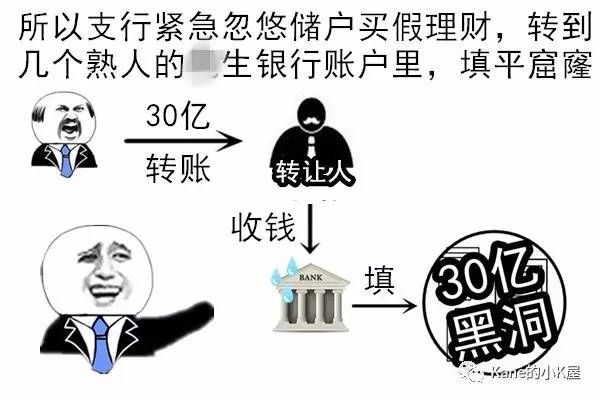 所以支行紧急忽悠储户买假理财，转到
几个熟人的生银行账户里，填平窟窿
30亿
转账
转让人
收钱
BANK
填
30亿
黑洞
Kane的小K屋